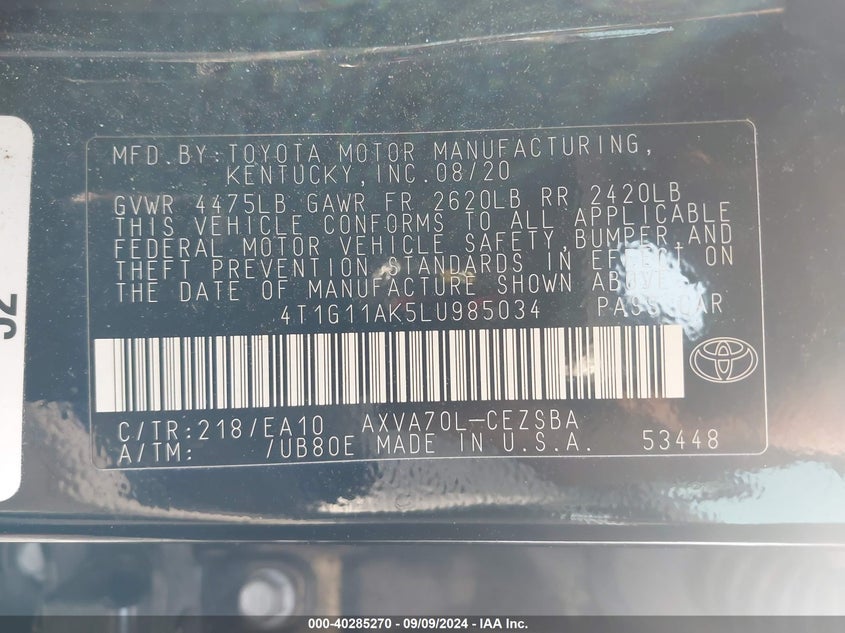 MFD.BY:TOYOTA MOTOR MANUFACTURING,
KENTUCKY,INC.08/20
GVWR 4475LB GAWR FR 2620LB RR 2420LB
THIS VEHICLE CONFORMS TO ALL APPLICABLE
FEDERAL MOTOR VEHICLE SAFETY,BUMPER,AND
THEFT PREVENTION STANDARDS IN EFFECT ON
THE DATE OF MANUFACTURE SHOWN ABOVE.
4T1G11AK5LU985034 PASS.CAR
C/TR:218/EA10 AXVA70L-CEZSBA
A/TM: /UB80E MADE IN U.S.A. 53448
000-40285270 - 09/09/2024 - IAA Inc.